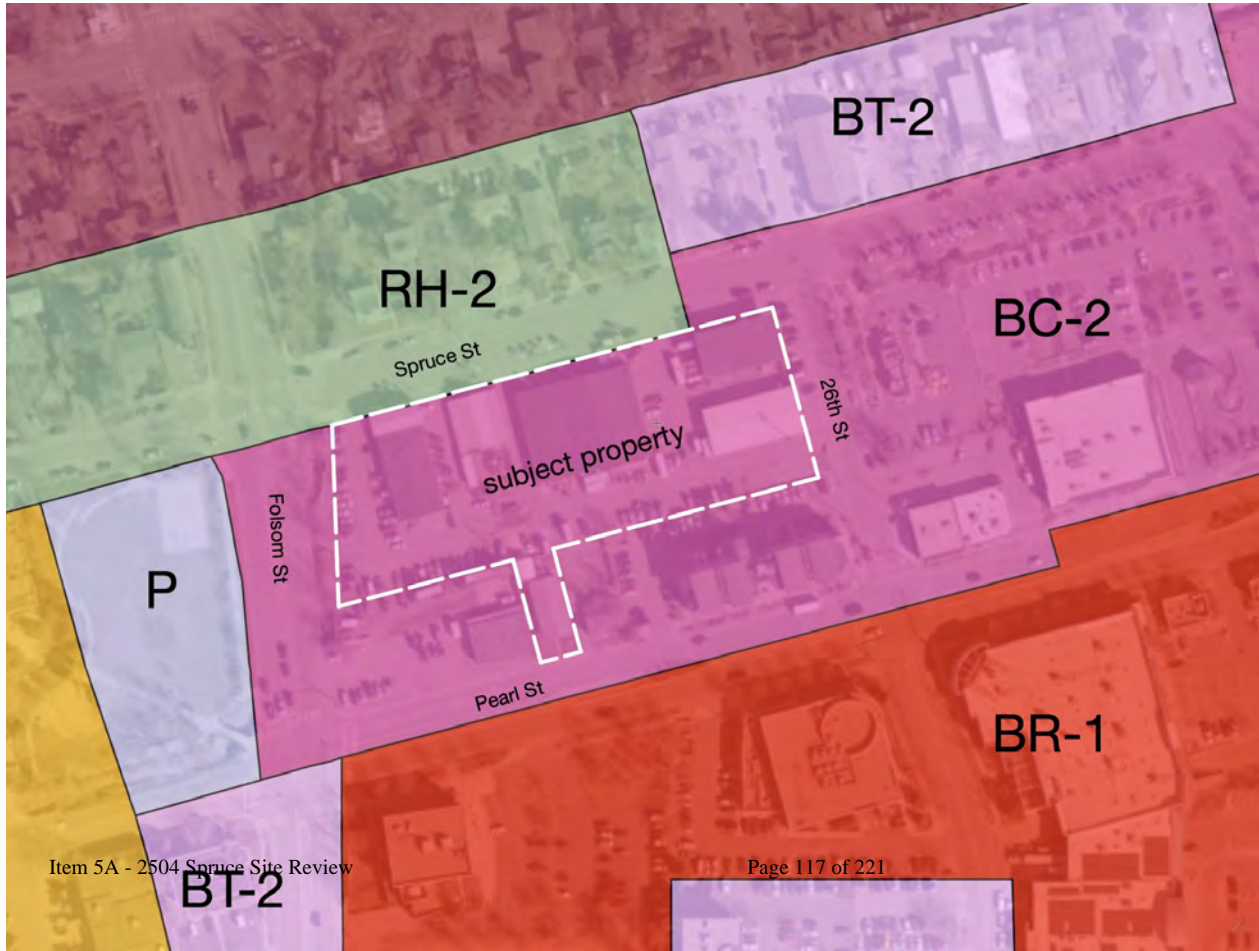 BT-2
RH-2
BC-2
Spruce St
26th St
subject property
Folsom St
P
Pearl St
BR-1
Item 5A - 2504 Spruce Site Review
Page 117 of 221
BT-2